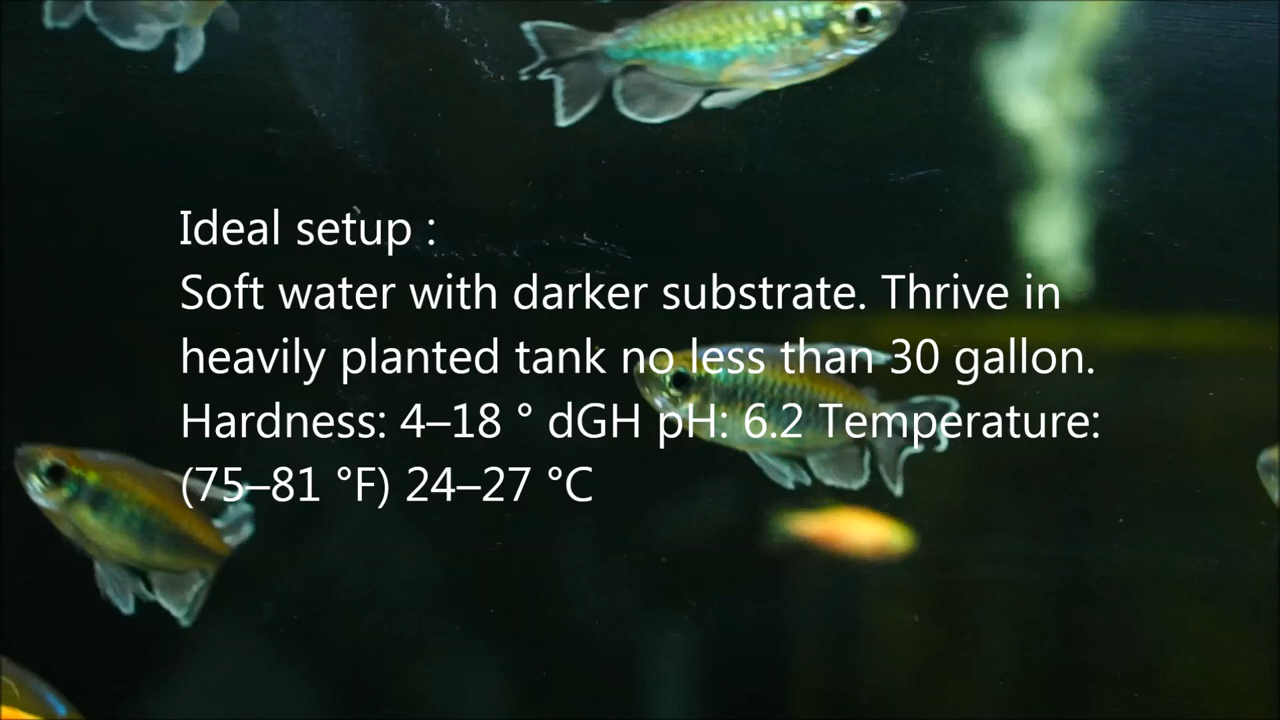 Ideal setup :
Soft water with darker substrate. Thrive in
heavily planted tank no less than 30 gallon.
Hardness: 4–18 ° dGH pH: 6.2 Temperature:
(75–81 °F) 24–27 °C